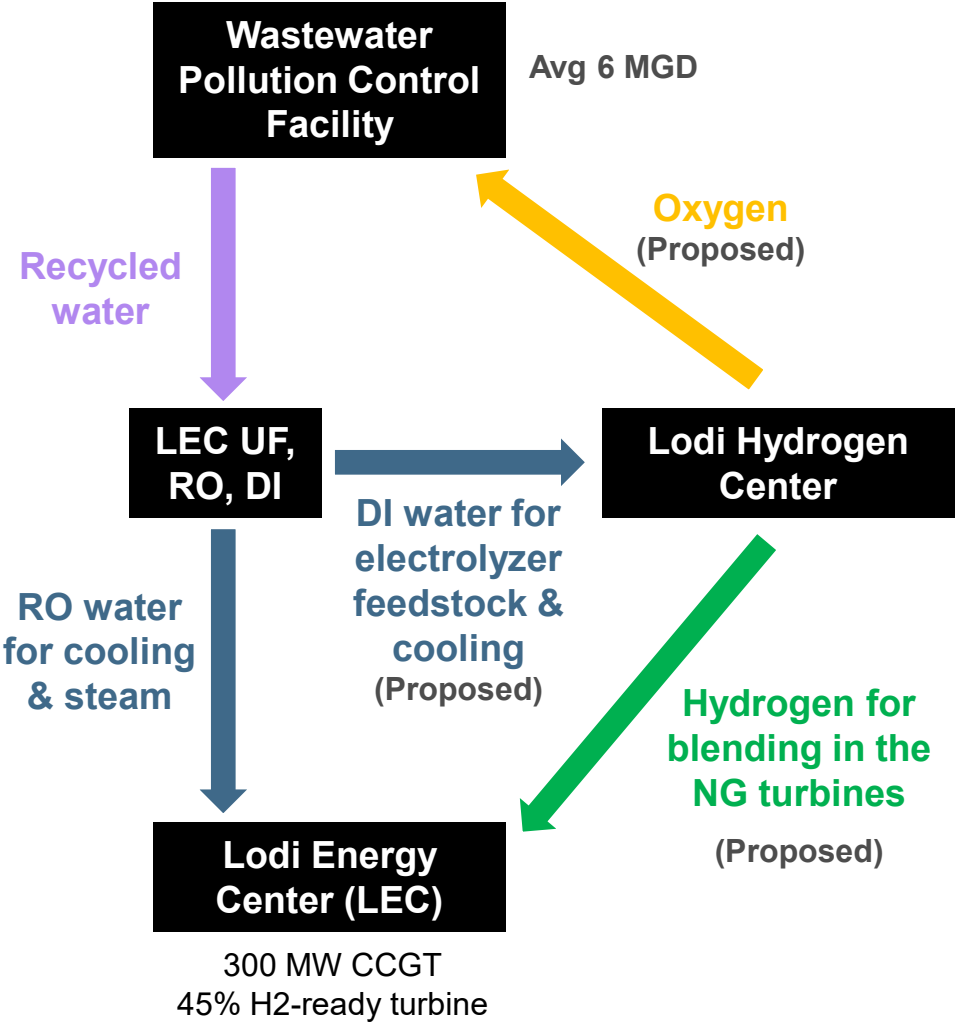 Wastewater
Pollution Control
Facility
Avg 6 MGD
Oxygen
(Proposed)
Recycled
water
LEC UF,
RO, DI
Lodi Hydrogen
Center
DI water for
electrolyzer
feedstock &
cooling
(Proposed)
RO water
for cooling
& steam
Hydrogen for
blending in the
NG turbines
(Proposed)
Lodi Energy
Center (LEC)
300 MW CCGT
45% H2-ready turbine